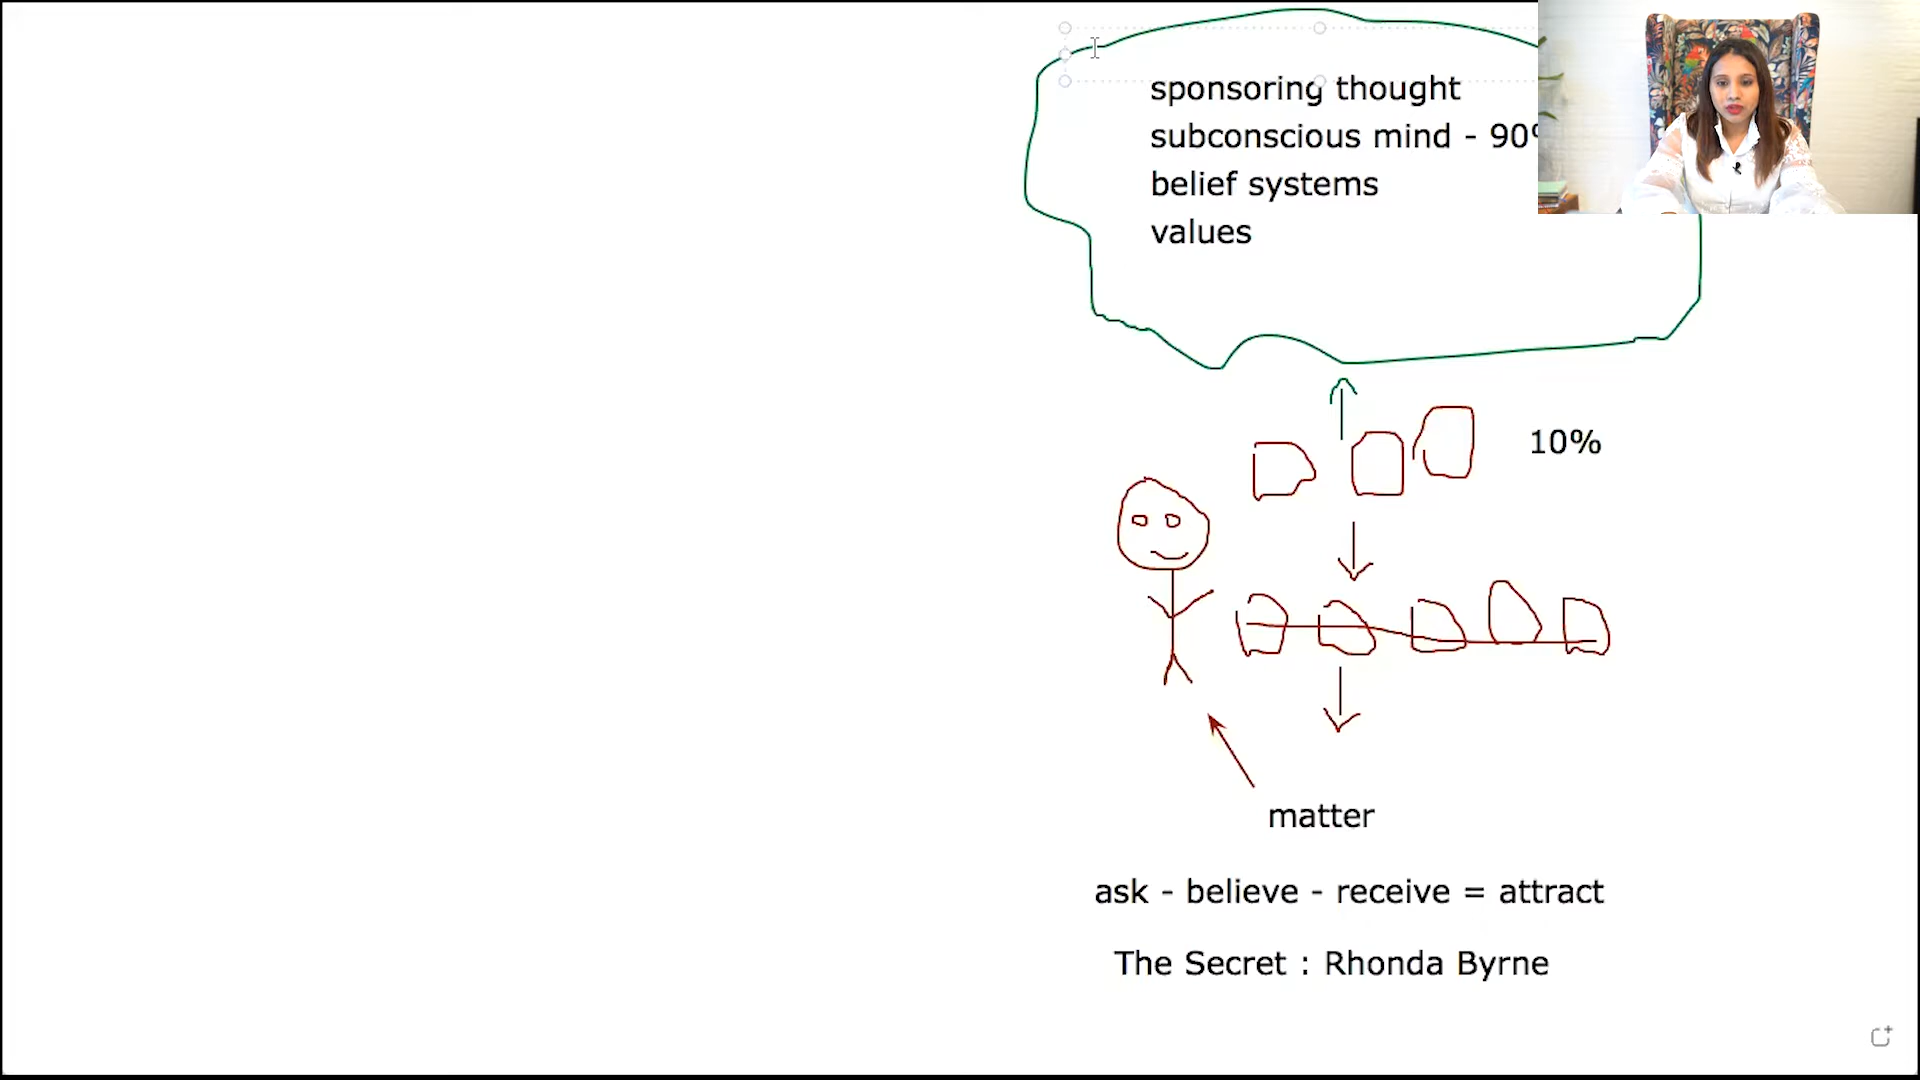 sponsoring thought
subconscious mind - 90
belief systems
values
10%
matter
ask - believe - receive = attract
The Secret : Rhonda Byrne